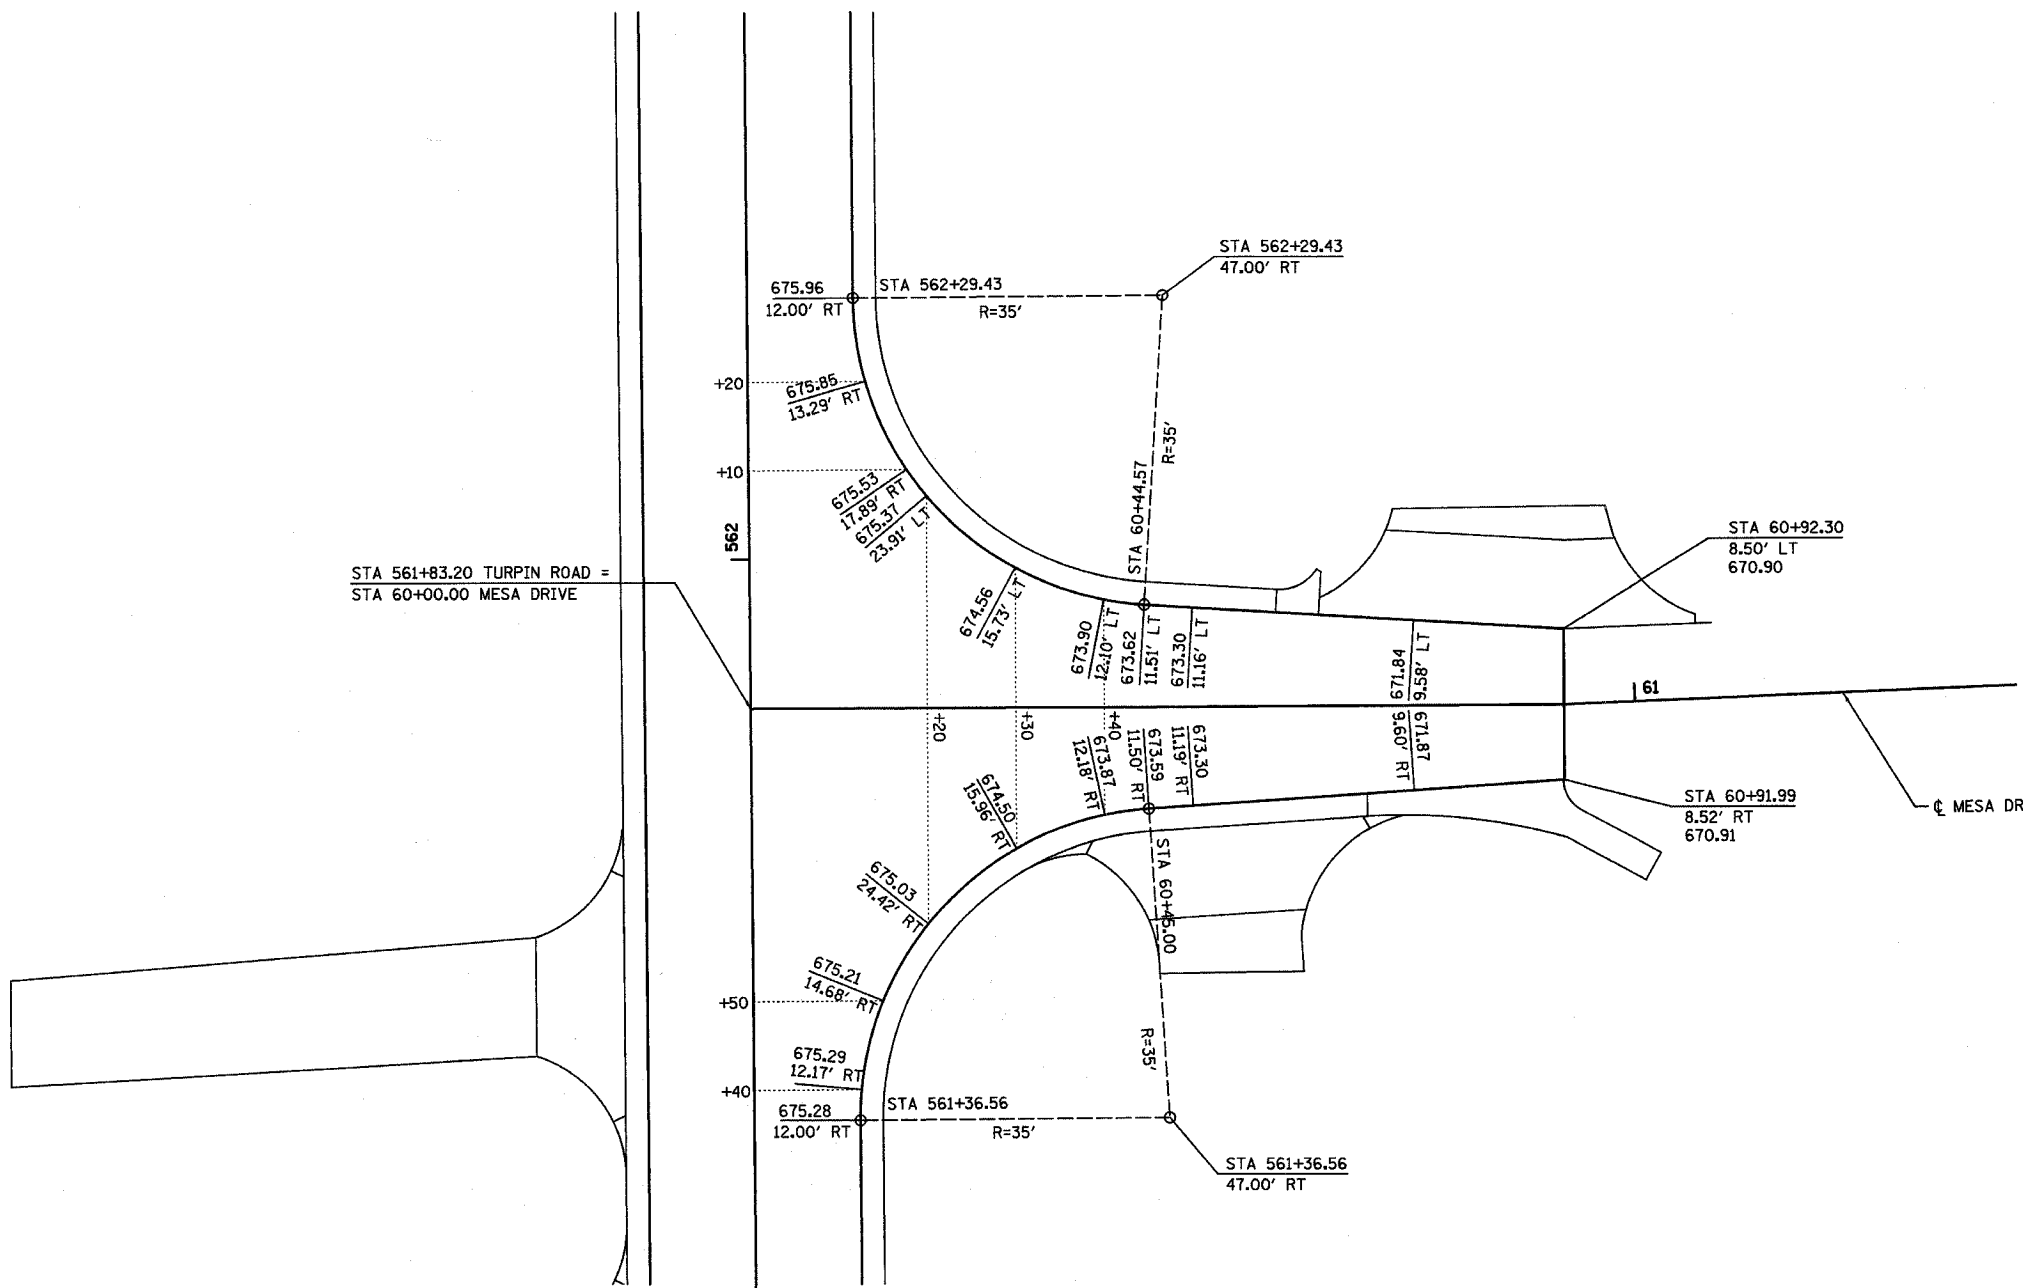 STA 562+29.43
47.00' RT
675.96
12.00' RT
STA 562+29.43
R=35'
+20
675.85
13.29' RT
R=35'
+10
675.53
17.89' RT
675.37
23.91' LT
STA 60+44.57
562
STA 60+92.30
8.50' LT
670.90
STA 561+83.20 TURPIN ROAD =
STA 60+00.00 MESA DRIVE
674.56
15.73' LT
673.90
12.10' LT
673.62
11.51' LT
673.30
11.16' LT
671.84
9.58' LT
61
+20
+30
+40
673.87
12.18' RT
673.59
11.50' RT
673.30
11.19' RT
671.87
9.60' RT
674.50
15.96' RT
STA 60+91.99
8.52' RT
670.91
℄ MESA DR
675.03
24.42' RT
STA 60+45.00
675.21
14.68' RT
+50
675.29
12.17' RT
R=35'
+40
675.28
12.00' RT
STA 561+36.56
R=35'
STA 561+36.56
47.00' RT